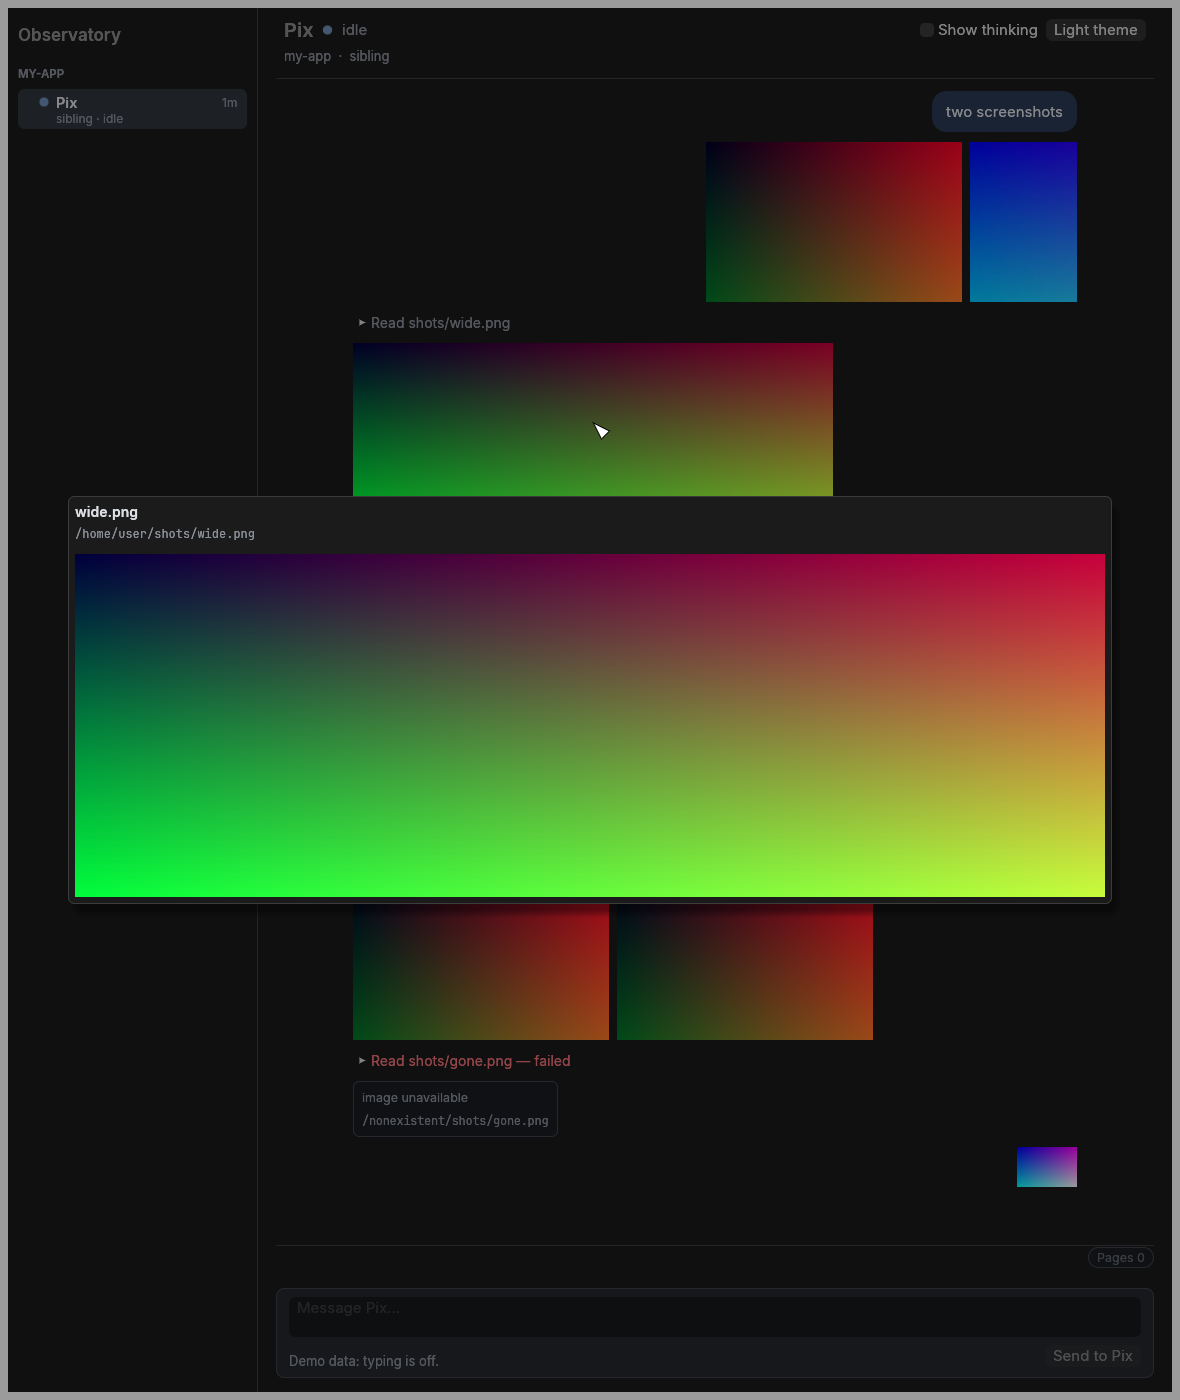 Observatory
MY-APP
Pix 1m
sibling · idle
Pix idle
my-app · sibling
Show thinking Light theme
two screenshots
Read shots/wide.png
wide.png
/home/user/shots/wide.png
Read shots/gone.png — failed
image unavailable
/nonexistent/shots/gone.png
Pages 0
Message Pix...
Demo data: typing is off.
Send to Pix